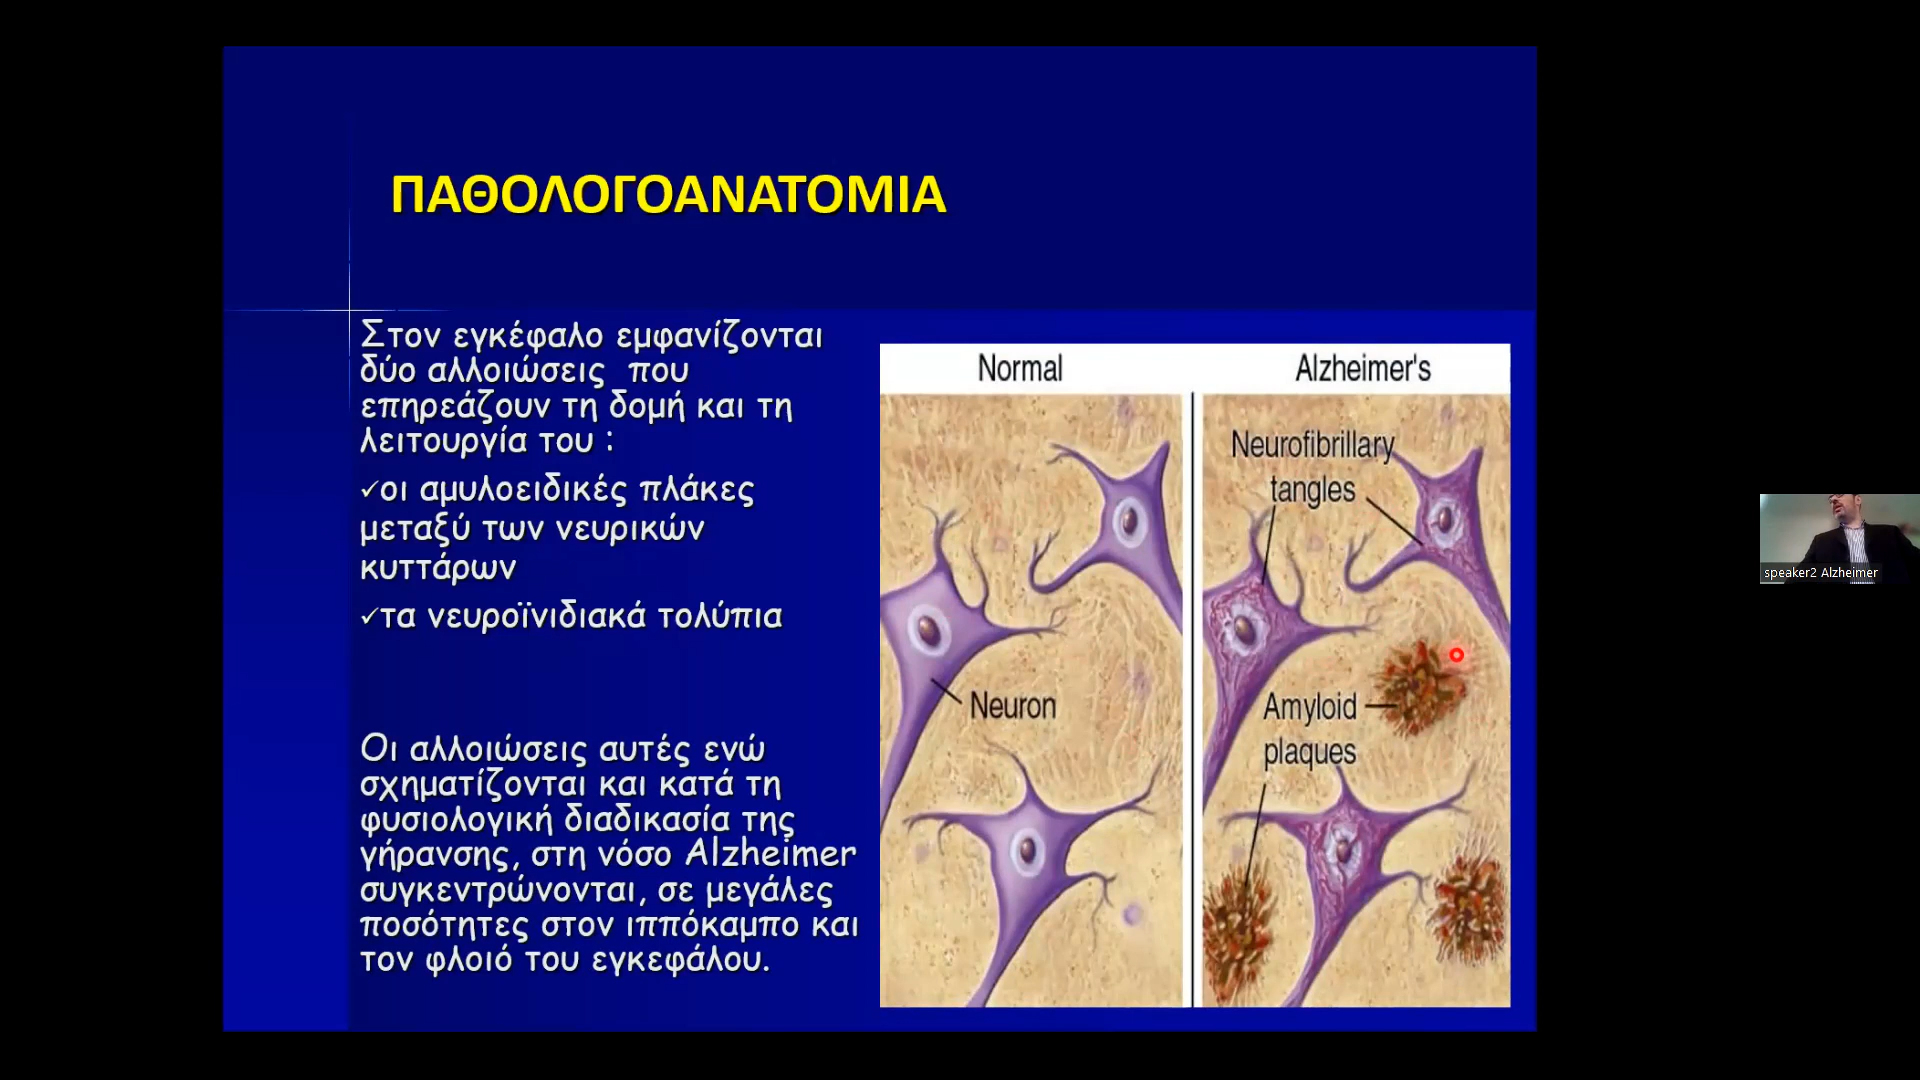 ΠΑΘΟΛΟΓΟΑΝΑΤΟΜΙΑ
Στον εγκέφαλο εμφανίζονται
δύο αλλοιώσεις που
επηρεάζουν τη δομή και τη
λειτουργία του :
✓οι αμυλοειδικές πλάκες
μεταξύ των νευρικών
κυττάρων
✓τα νευροϊνιδιακά τολύπια
Οι αλλοιώσεις αυτές ενώ
σχηματίζονται και κατά τη
φυσιολογική διαδικασία της
γήρανσης, στη νόσο Alzheimer
συγκεντρώνονται, σε μεγάλες
ποσότητες στον ιππόκαμπο και
τον φλοιό του εγκεφάλου.
Normal
Neuron
Alzheimer's
Neurofibrillary
tangles
Amyloid
plaques
speaker2 Alzheimer